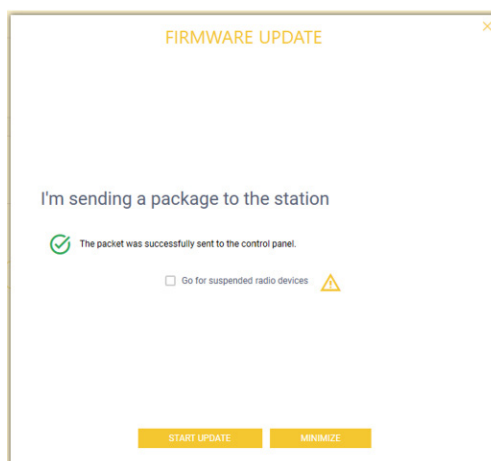 FIRMWARE UPDATE
I'm sending a package to the station
The packet was successfully sent to the control panel.
Go for suspended radio devices
START UPDATE
MINIMIZE